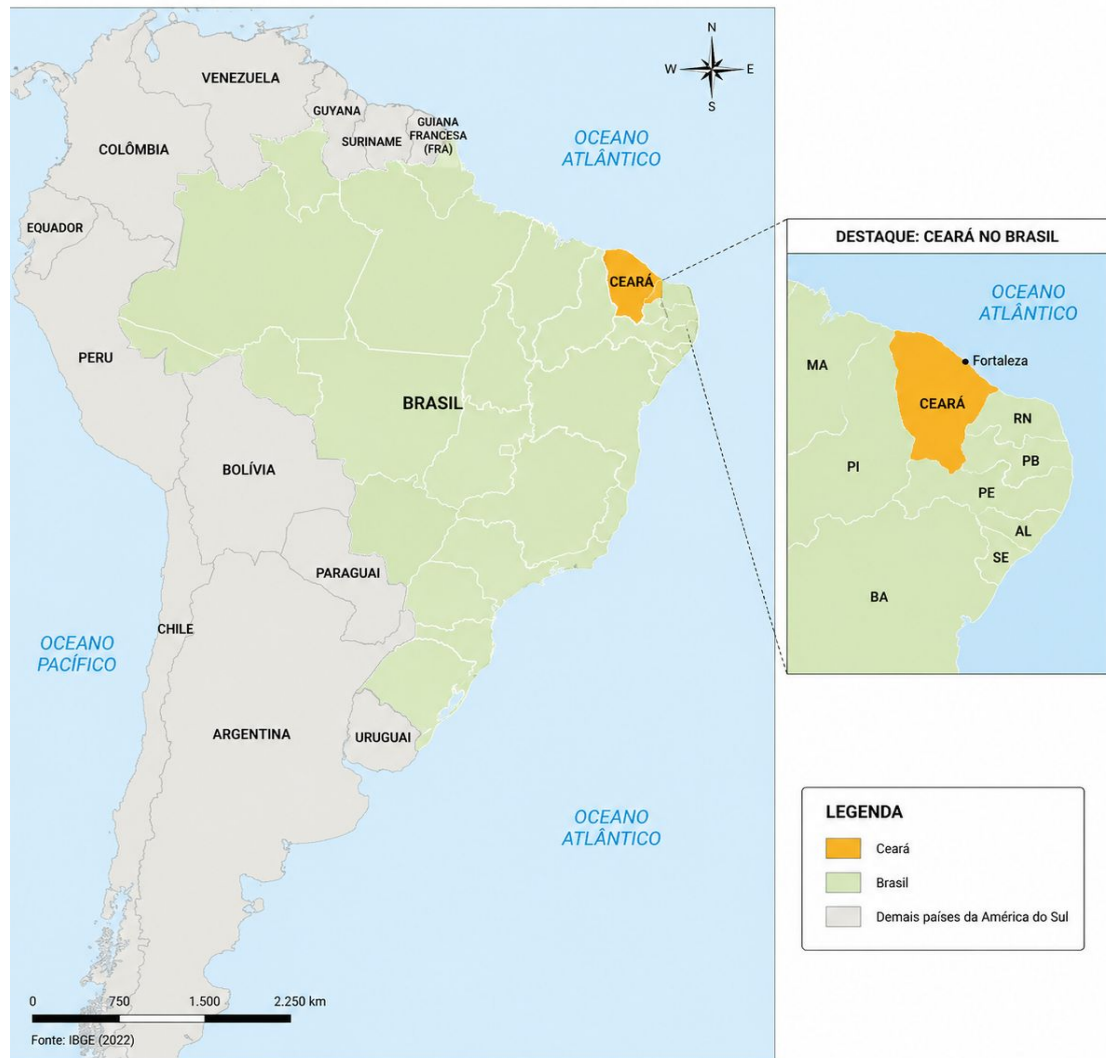 VENEZUELA
GUYANA
SURINAME
GUIANA
FRANCESA
(FRA)
COLÔMBIA
EQUADOR
PERU
BRASIL
CEARÁ
BOLÍVIA
PARAGUAI
CHILE
ARGENTINA
URUGUAI
OCEANO
ATLÂNTICO
OCEANO
PACÍFICO
OCEANO
ATLÂNTICO
N
W
E
S
0 750 1.500 2.250 km
Fonte: IBGE (2022)
DESTAQUE: CEARÁ NO BRASIL
OCEANO
ATLÂNTICO
MA
Fortaleza
CEARÁ
RN
PI
PB
PE
AL
SE
BA
LEGENDA
Ceará
Brasil
Demais países da América do Sul